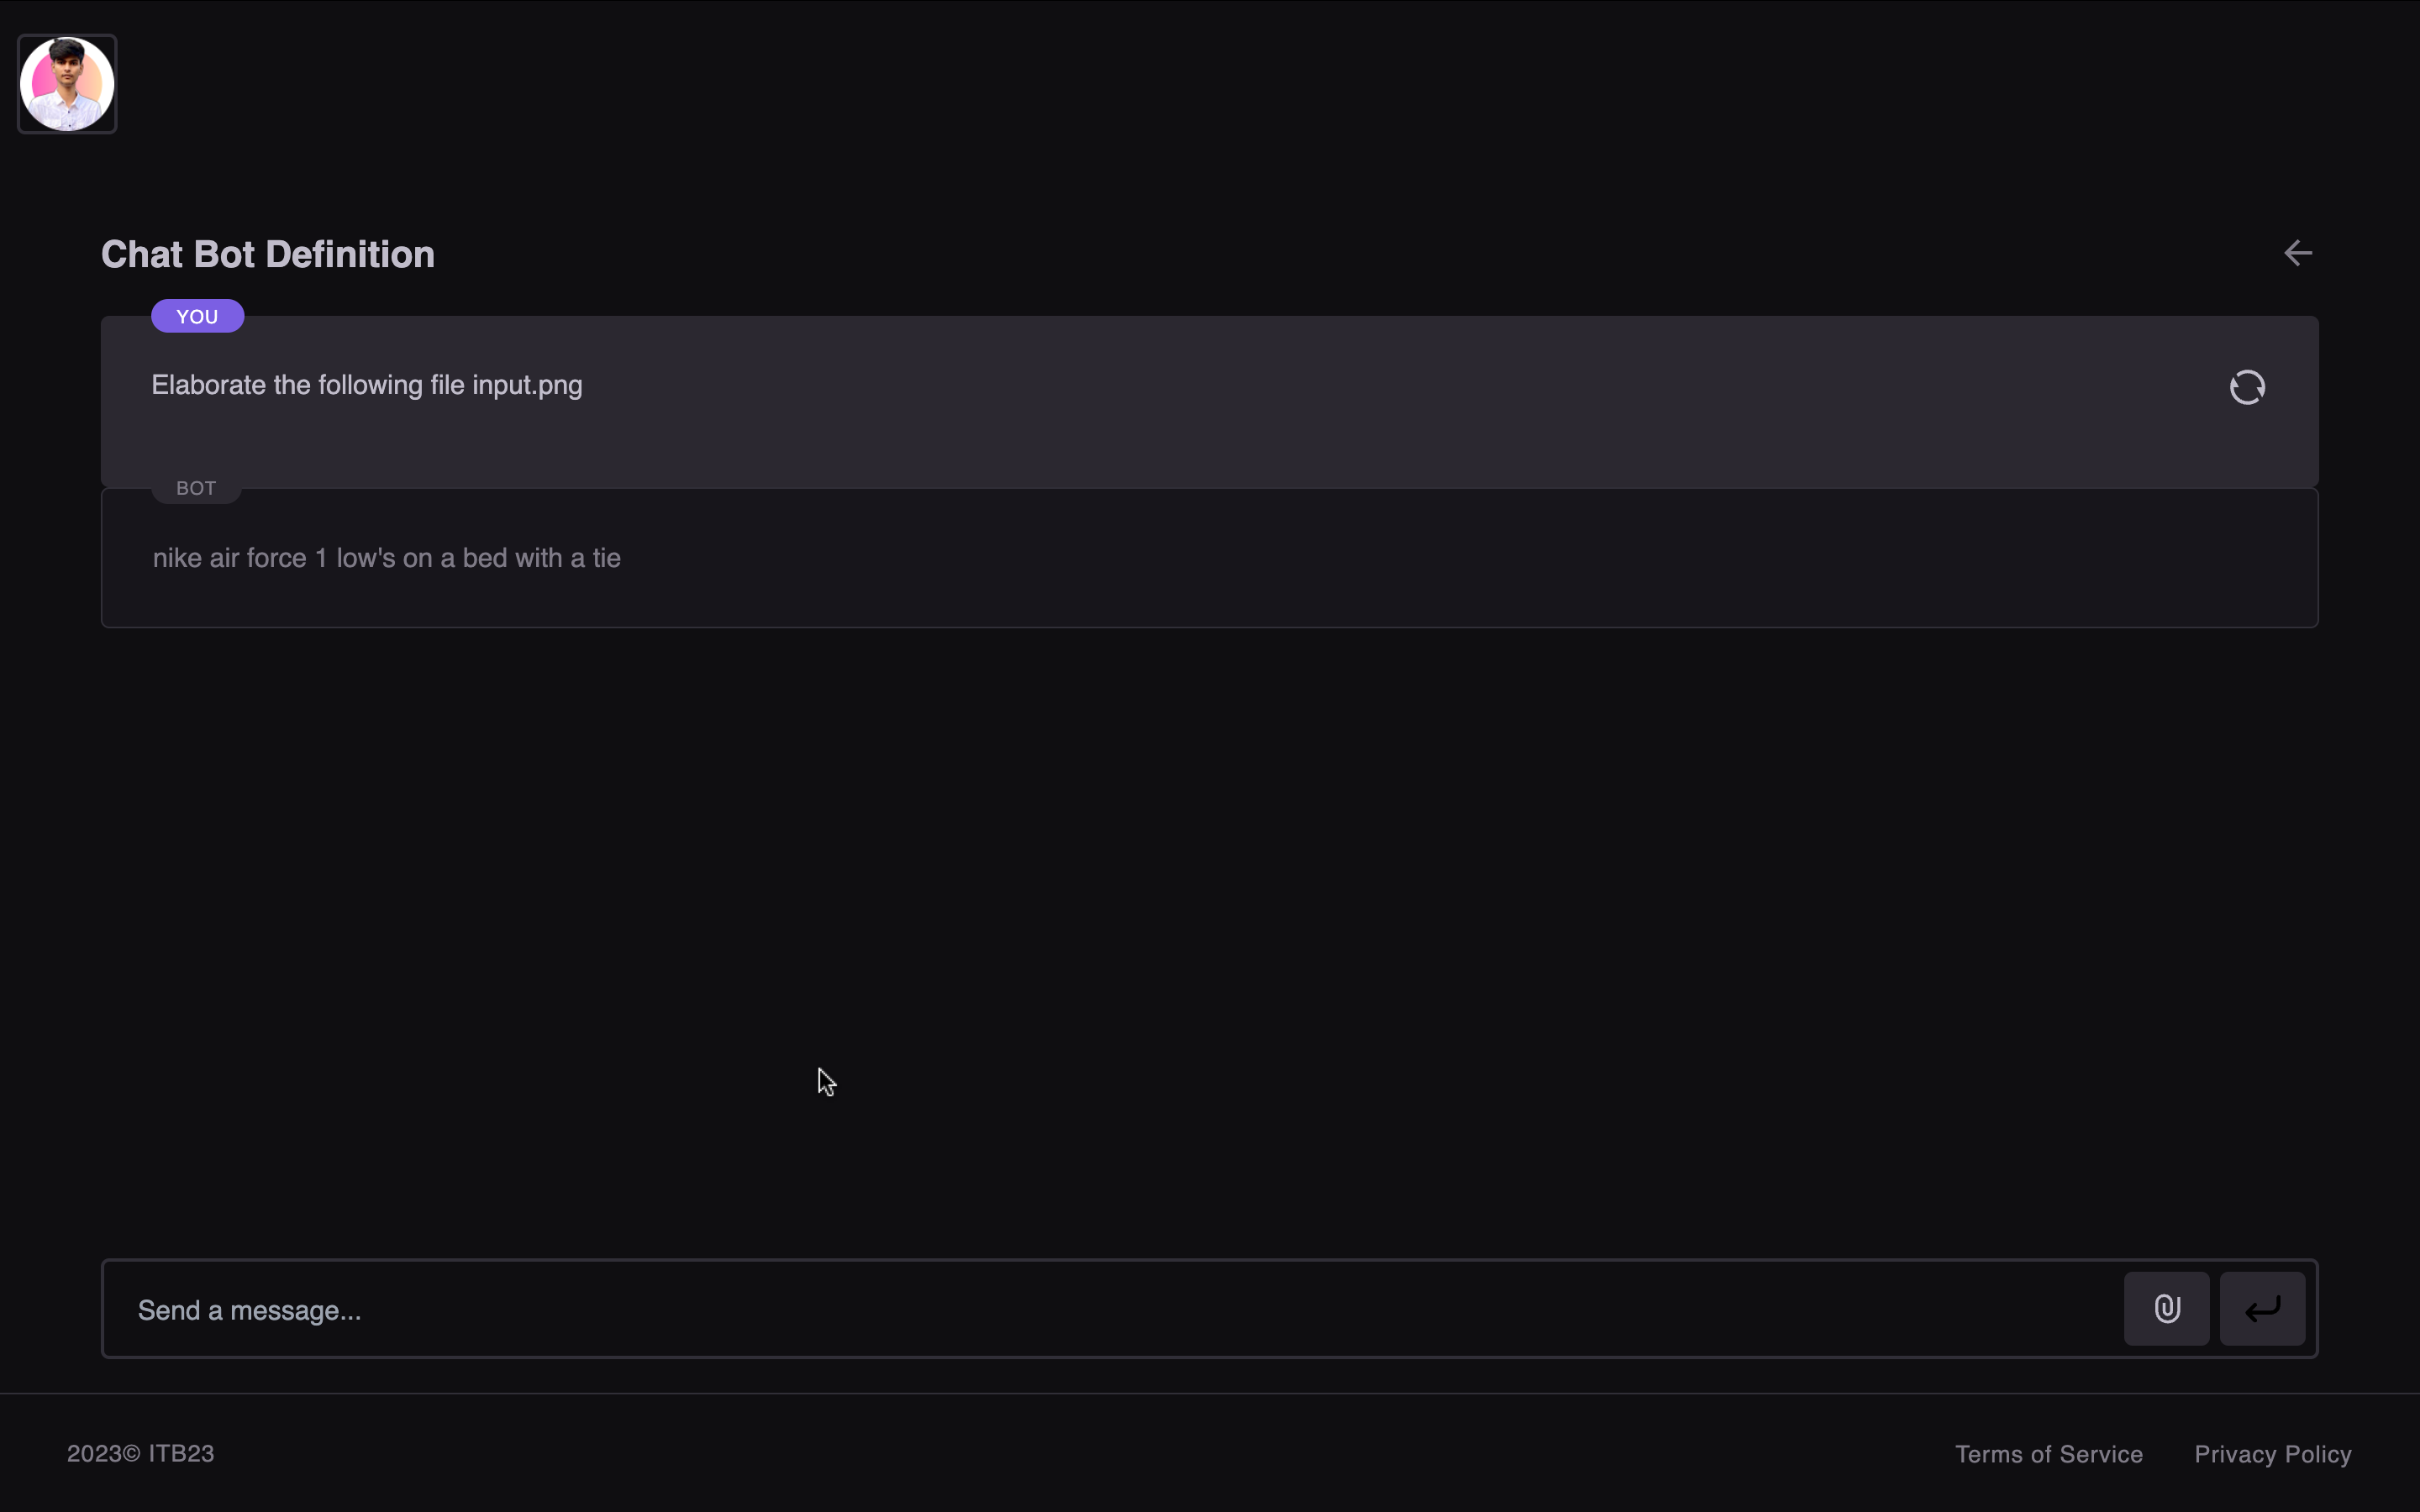 Chat Bot Definition
YOU
Elaborate the following file input.png
BOT
nike air force 1 low's on a bed with a tie
Send a message...
2023© ITB23
Terms of Service
Privacy Policy